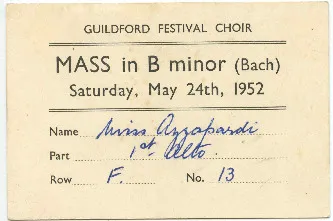 GUILDFORD FESTIVAL CHOIR
MASS in B minor (Bach)
Saturday, May 24th, 1952
Name Miss Azzopardi
Part 1st Alto.
Row F. No. 13